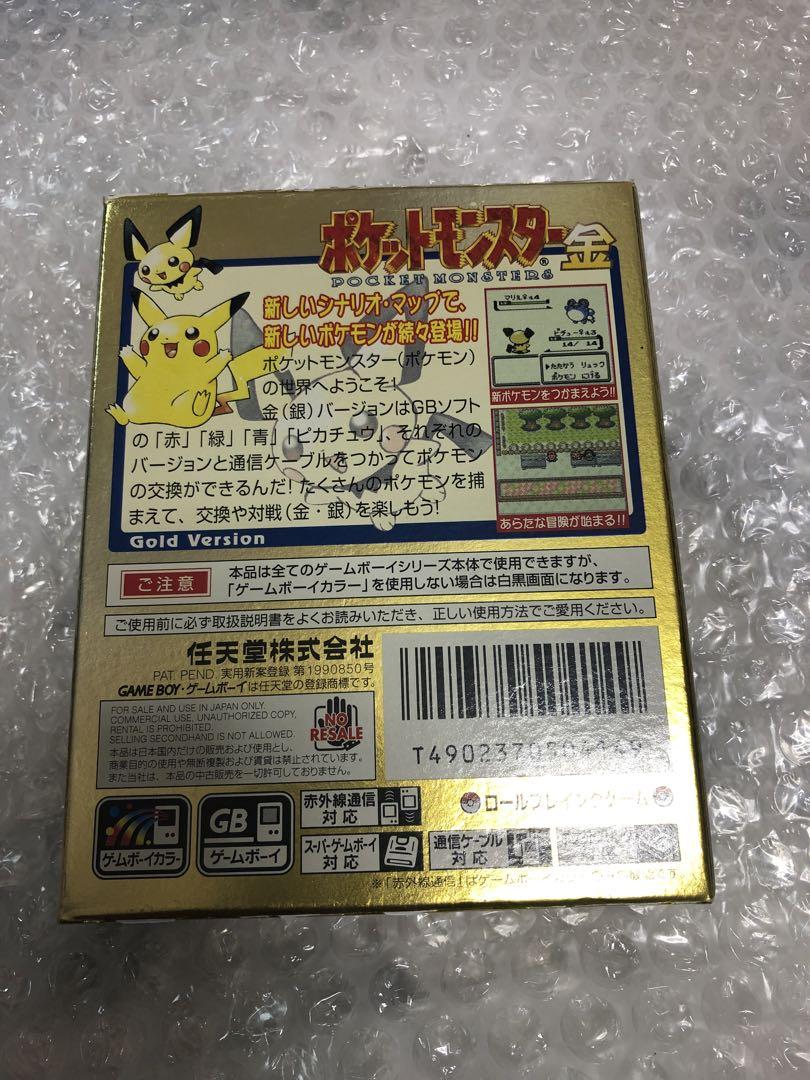 ポケットモンスター金
POCKET MONSTERS®
新しいシナリオ・マップで、
新しいポケモンが続々登場!!
ポケットモンスター(ポケモン)
の世界へようこそ!
金(銀)バージョンはGBソフト
の「赤」「緑」「青」「ピカチュウ」、それぞれの
バージョンと通信ケーブルをつかってポケモン
の交換ができるんだ!たくさんのポケモンを捕
まえて、交換や対戦(金・銀)を楽しもう!
マリル
14/ 14
▶たたかう リュック
ポケモン にげる
新ポケモンをつかまえよう!!
あらたな冒険が始まる!!
Gold Version
ご注意
本品は全てのゲームボーイシリーズ本体で使用できますが、
「ゲームボーイカラー」を使用しない場合は白黒画面になります。
ご使用前に必ず取扱説明書をよくお読みいただき、正しい使用方法でご愛用ください。
任天堂株式会社
PAT PEND. 実用新案登録 第1990850号
GAME BOY・ゲームボーイは任天堂の登録商標です。
FOR SALE AND USE IN JAPAN ONLY.
COMMERCIAL USE, UNAUTHORIZED COPY,
RENTAL IS PROHIBITED.
SELLING SECONDHAND IS NOT ALLOWED.
本品は日本国内だけの販売および使用とし、
商業目的の使用や無断複製および賃貸は禁止されています。
また当社は、本品の中古販売を一切許可しておりません。
NO
RESALE
ゲームボーイカラー
GB
ゲームボーイ
赤外線通信
対応
スーパーゲームボーイ
対応
ロールプレイングゲーム
通信ケーブル
対応